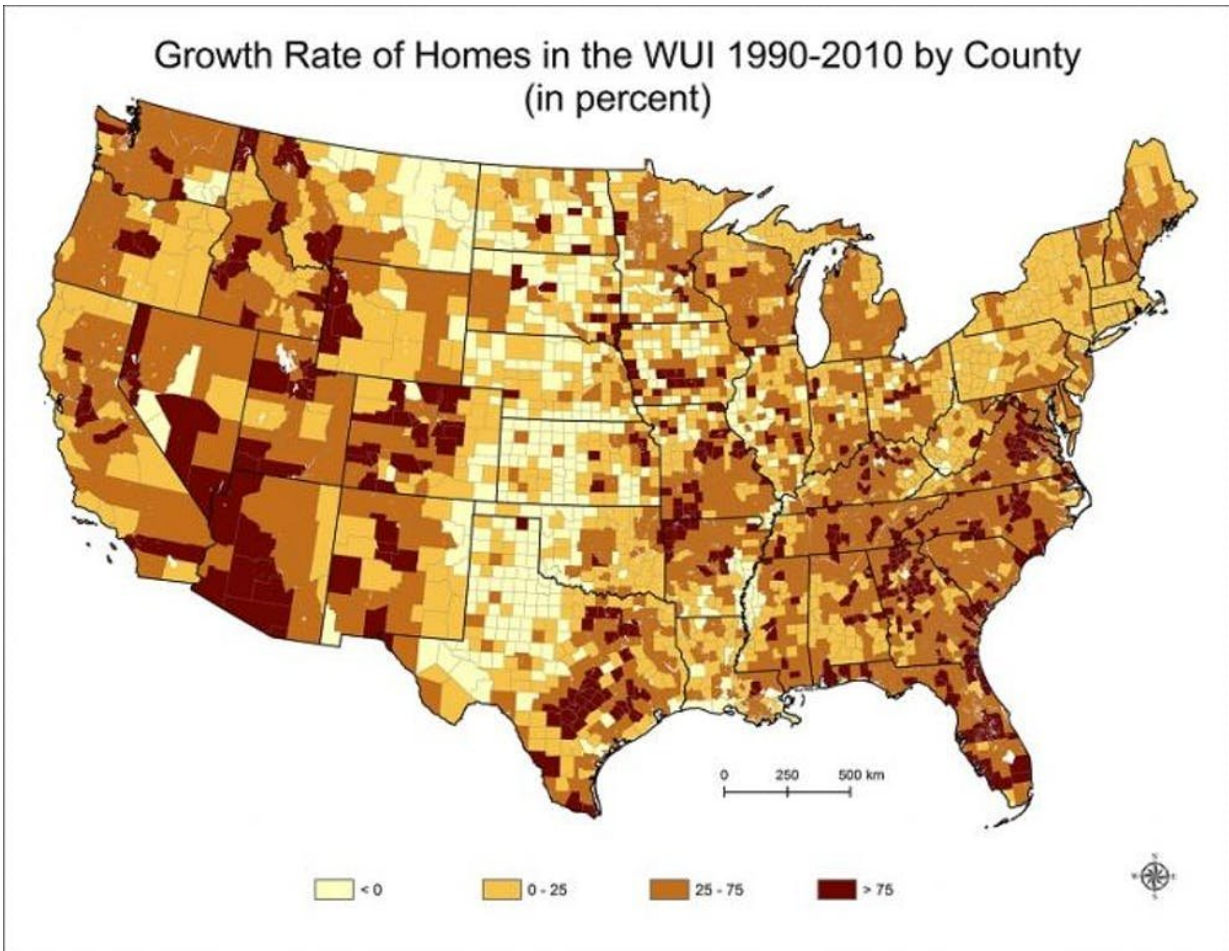 Growth Rate of Homes in the WUI 1990-2010 by County
(in percent)
0 250 500 km
< 0 0 - 25 25 - 75 > 75
N
W E
S